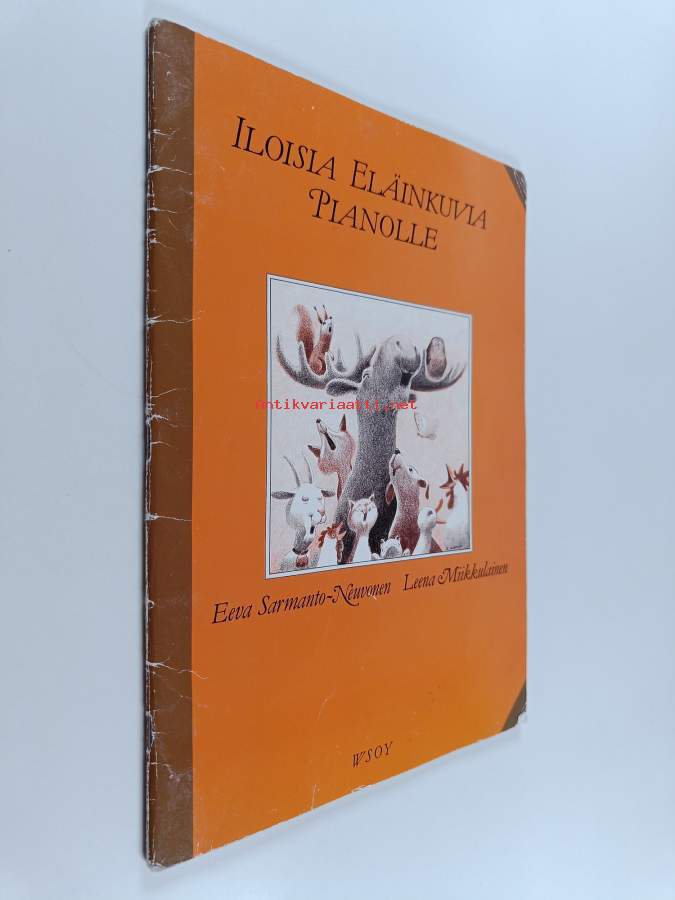 ILOISIA ELÄINKUVIA
PIANOLLE
Antikvariaatti.net
Eeva Sarmanto-Neuvonen Leena Miikkulainen
WSOY